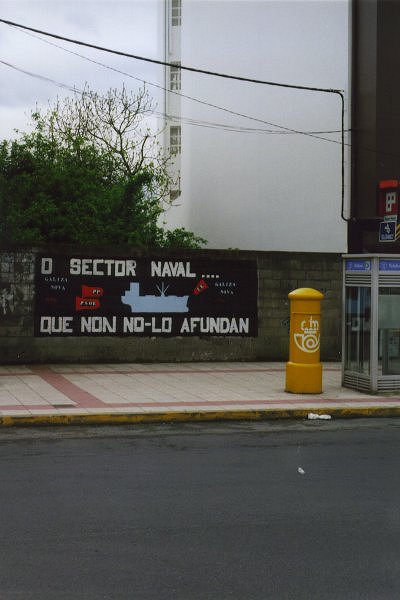 O SECTOR NAVAL ....
GALIZA
NOVA
PP
PSOE
GALIZA
NOVA
QUE NON NO-LO AFUNDAN